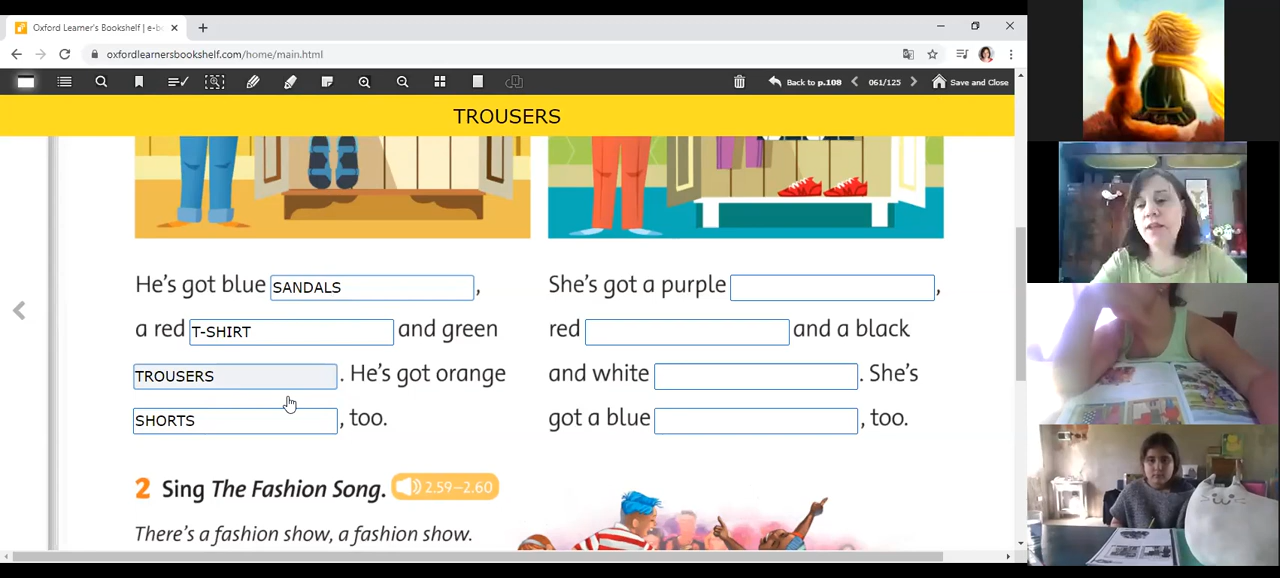 Oxford Learner's Bookshelf | e-b
oxfordlearnersbookshelf.com/home/main.html
Back to p.108
061/125
Save and Close
TROUSERS
He's got blue SANDALS ,
a red T-SHIRT and green
TROUSERS . He's got orange
SHORTS , too.
She's got a purple ,
red and a black
and white . She's
got a blue , too.
2 Sing The Fashion Song. 2.59–2.60
There's a fashion show, a fashion show.